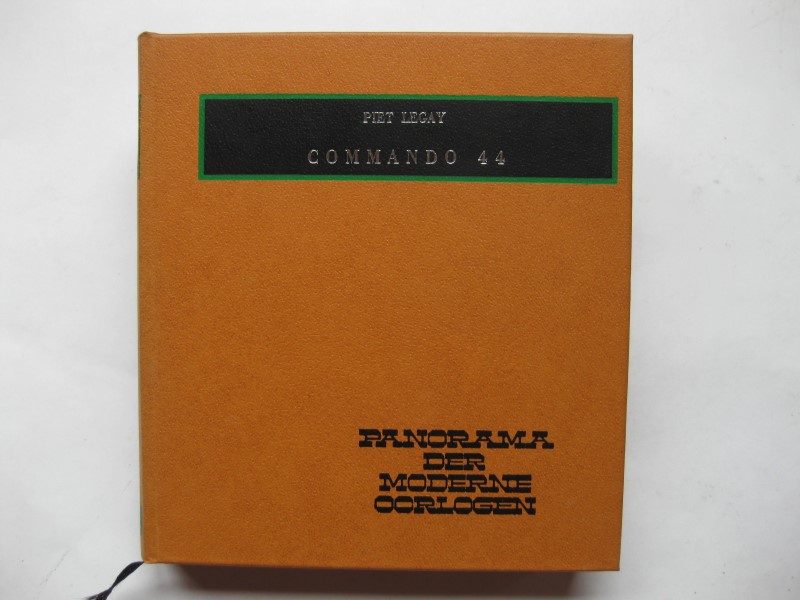 PIET LEGAY
COMMANDO 44
PANORAMA
DER
MODERNE
OORLOGEN